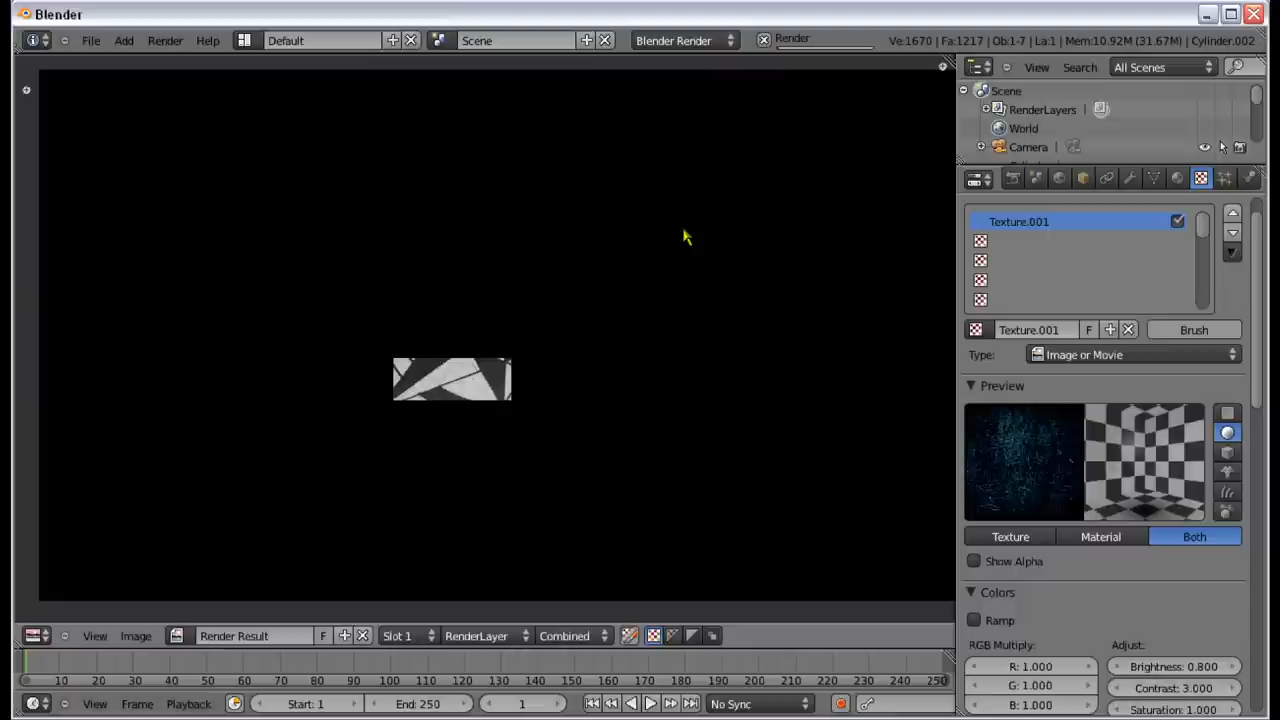 Blender
File Add Render Help Default Scene Blender Render Render Ve:1670 | Fa:1217 | Ob:1-7 | La:1 | Mem:10.92M (31.67M) | Cylinder.002
View Search All Scenes
Scene
RenderLayers
World
Camera
Texture.001
Texture.001 F Brush
Type: Image or Movie
Preview
Texture Material Both
Show Alpha
Colors
Ramp
RGB Multiply: Adjust:
R: 1.000 Brightness: 0.800
G: 1.000 Contrast: 3.000
B: 1.000 Saturation: 1.000
View Image Render Result F Slot 1 RenderLayer Combined
10 20 30 40 50 60 70 80 90 100 110 120 130 140 150 160 170 180 190 200 210 220 230 240 250
View Frame Playback Start: 1 End: 250 1 No Sync